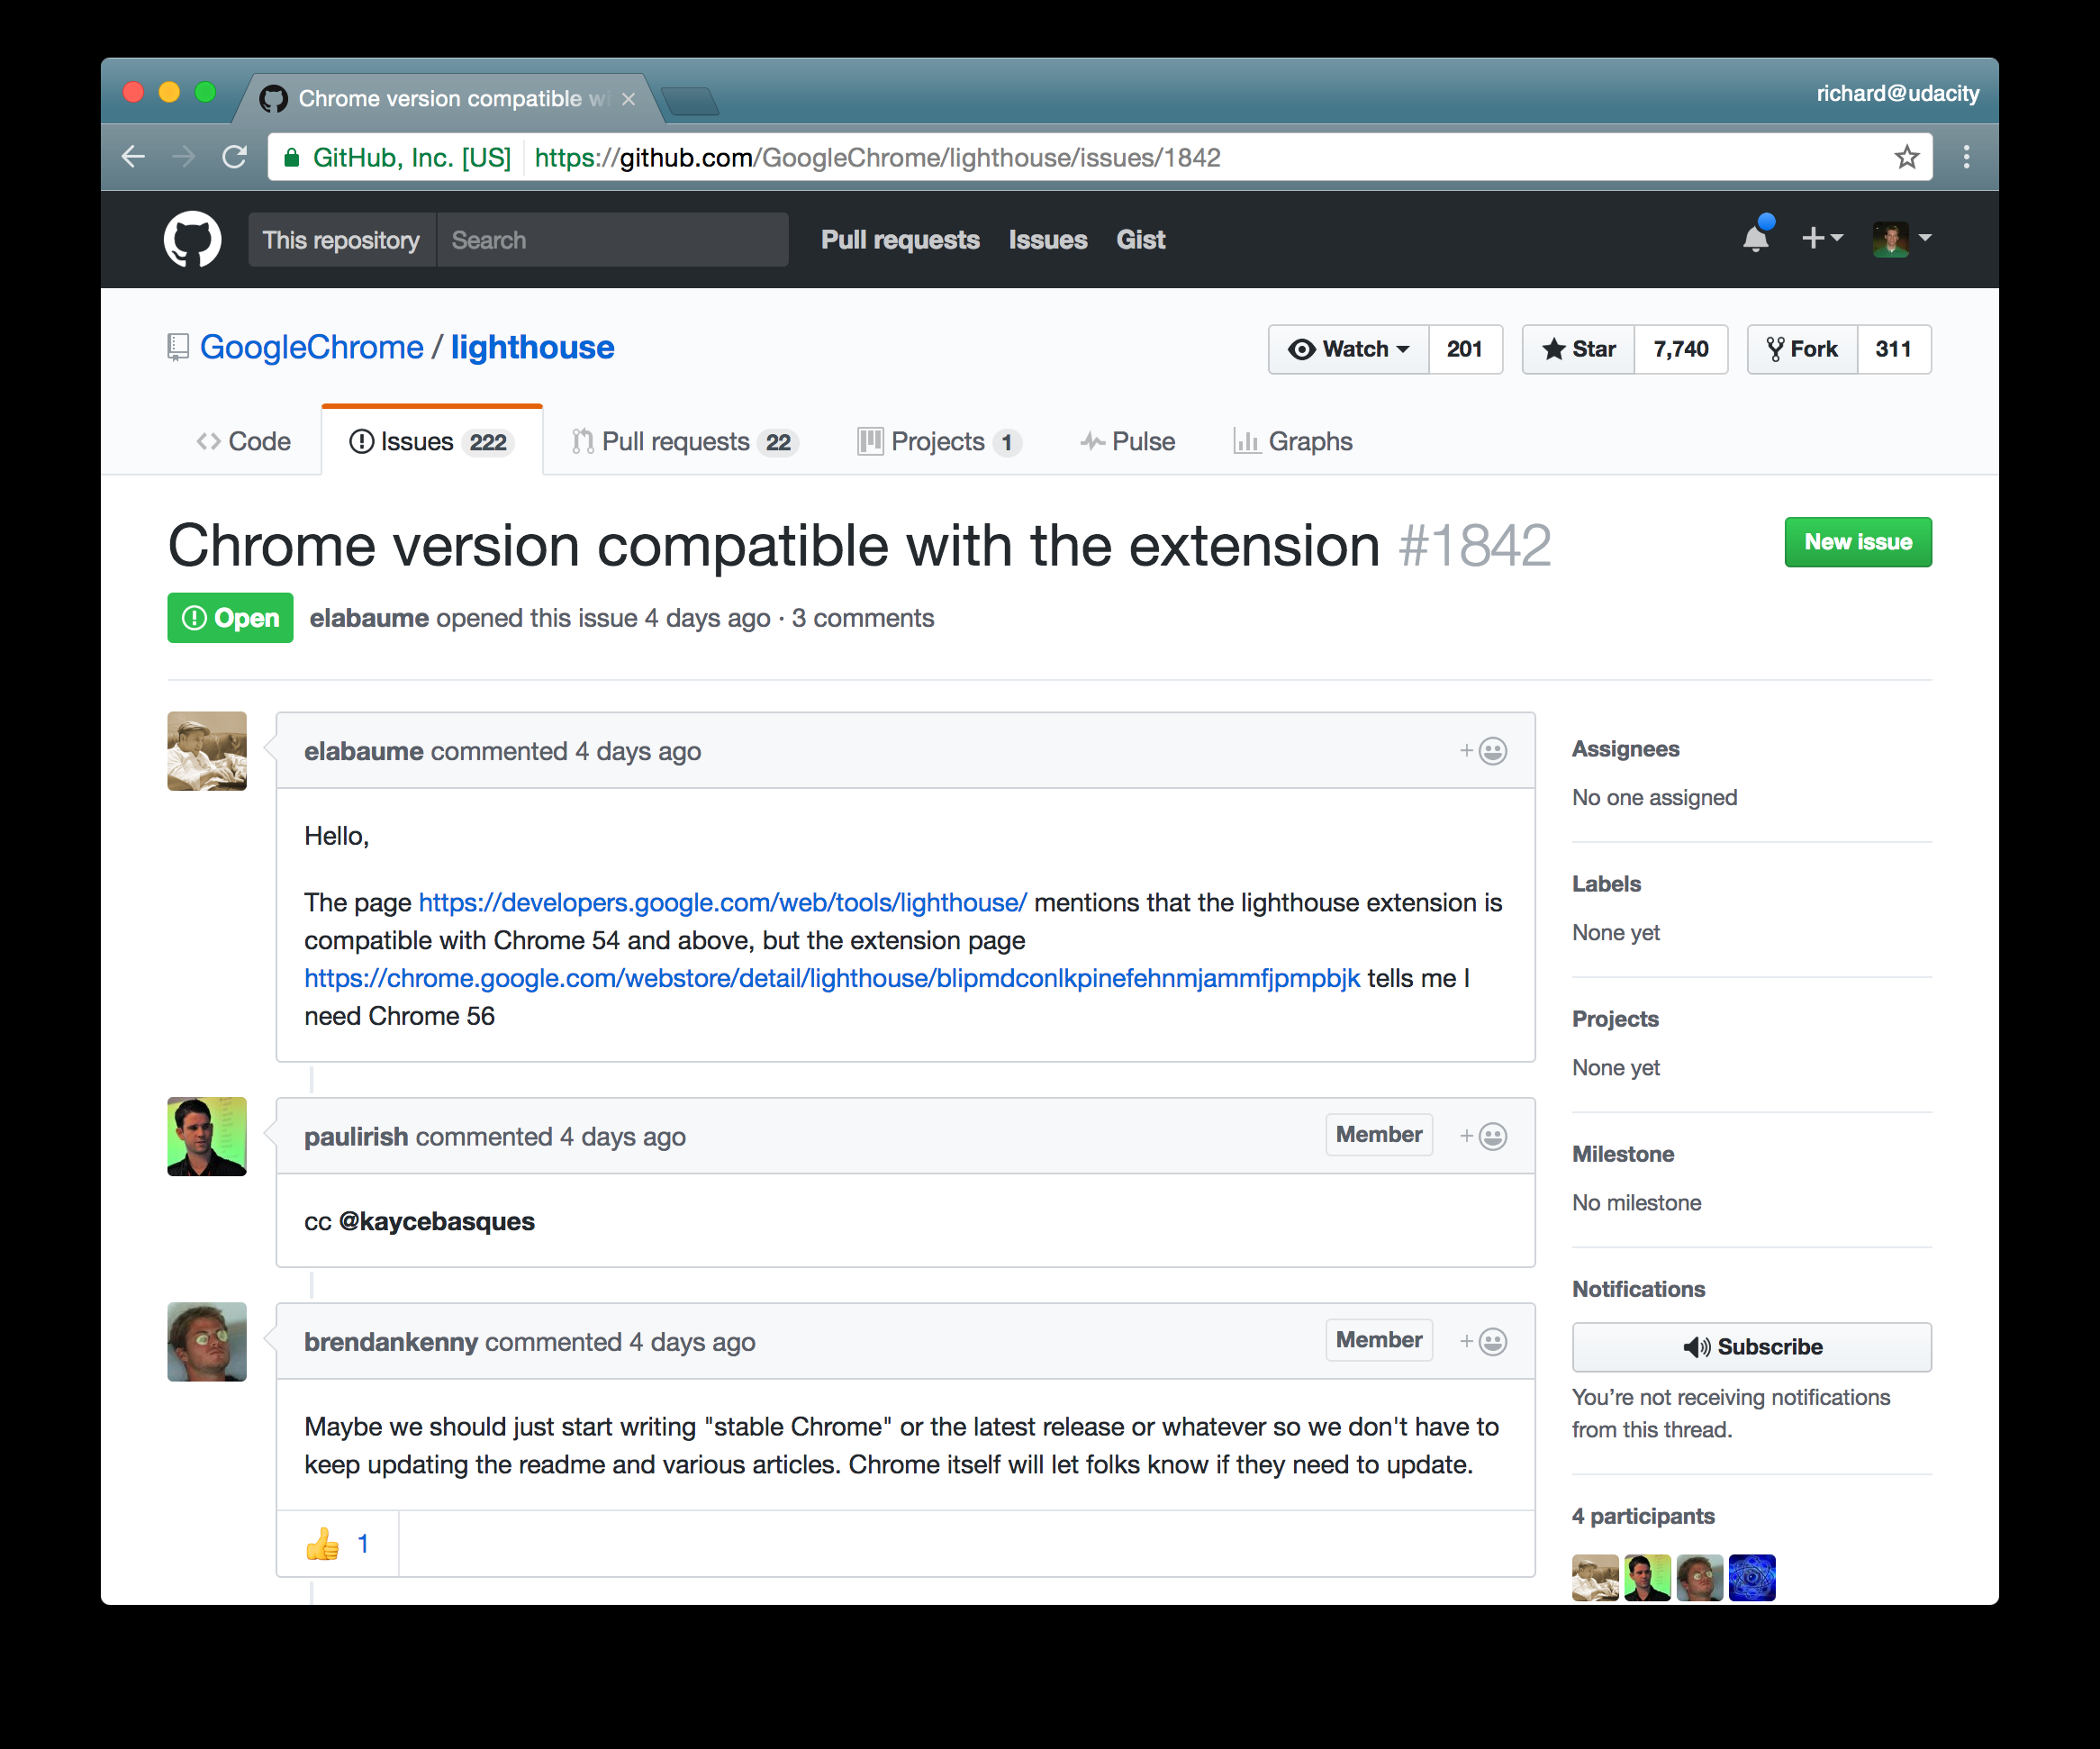 Chrome version compatible wi
richard@udacity
GitHub, Inc. [US] https://github.com/GoogleChrome/lighthouse/issues/1842
This repository Search Pull requests Issues Gist
GoogleChrome / lighthouse
Watch 201 Star 7,740 Fork 311
Code Issues 222 Pull requests 22 Projects 1 Pulse Graphs
Chrome version compatible with the extension #1842
New issue
Open elabaume opened this issue 4 days ago · 3 comments
elabaume commented 4 days ago
Hello,
The page https://developers.google.com/web/tools/lighthouse/ mentions that the lighthouse extension is
compatible with Chrome 54 and above, but the extension page
https://chrome.google.com/webstore/detail/lighthouse/blipmdconlkpinefehnmjammfjpmpbjk tells me I
need Chrome 56
paulirish commented 4 days ago Member
cc @kaycebasques
brendankenny commented 4 days ago Member
Maybe we should just start writing "stable Chrome" or the latest release or whatever so we don't have to
keep updating the readme and various articles. Chrome itself will let folks know if they need to update.
1
Assignees
No one assigned
Labels
None yet
Projects
None yet
Milestone
No milestone
Notifications
Subscribe
You’re not receiving notifications
from this thread.
4 participants